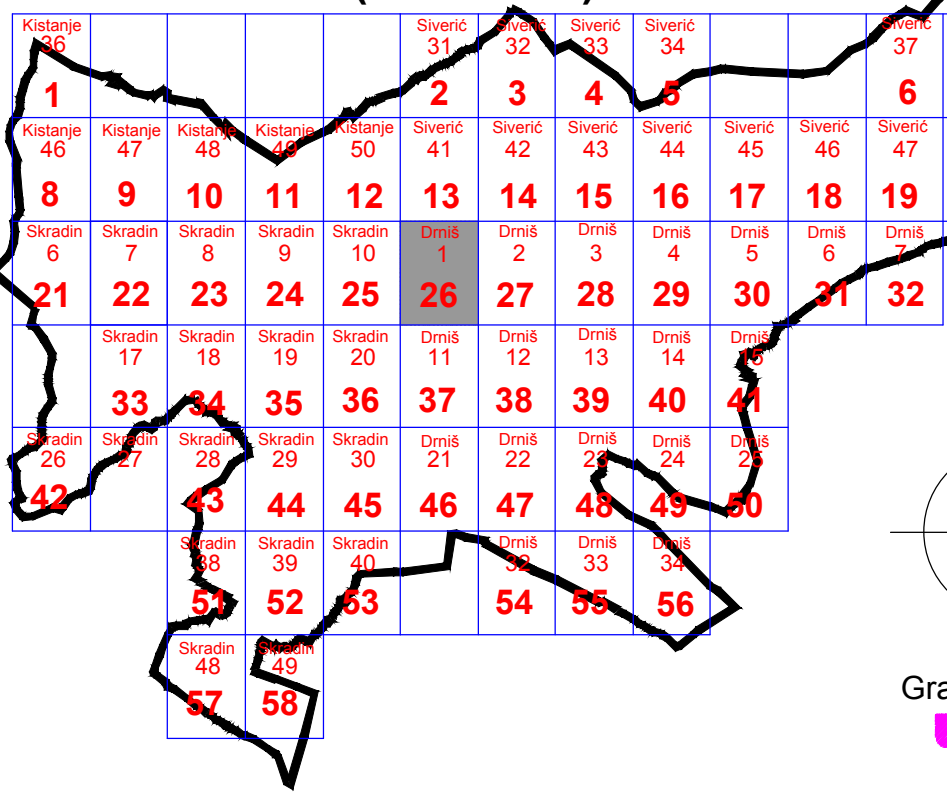 Kistanje Siverić Siverić Siverić Siverić Siverić
36 31 32 33 34 37
1 2 3 4 5 6
Kistanje Kistanje Kistanje Kistanje Kistanje Siverić Siverić Siverić Siverić Siverić Siverić Siverić
46 47 48 49 50 41 42 43 44 45 46 47
8 9 10 11 12 13 14 15 16 17 18 19
Skradin Skradin Skradin Skradin Skradin Drniš Drniš Drniš Drniš Drniš Drniš Drniš
6 7 8 9 10 1 2 3 4 5 6 7
21 22 23 24 25 26 27 28 29 30 31 32
Skradin Skradin Skradin Skradin Drniš Drniš Drniš Drniš Drniš
17 18 19 20 11 12 13 14 15
33 34 35 36 37 38 39 40 41
Skradin Skradin Skradin Skradin Skradin Drniš Drniš Drniš Drniš Drniš
26 27 28 29 30 21 22 23 24 25
42 43 44 45 46 47 48 49 50
Skradin Skradin Skradin Drniš Drniš Drniš
38 39 40 32 33 34
51 52 53 54 55 56
Skradin Skradin
48 49
57 58
Gra